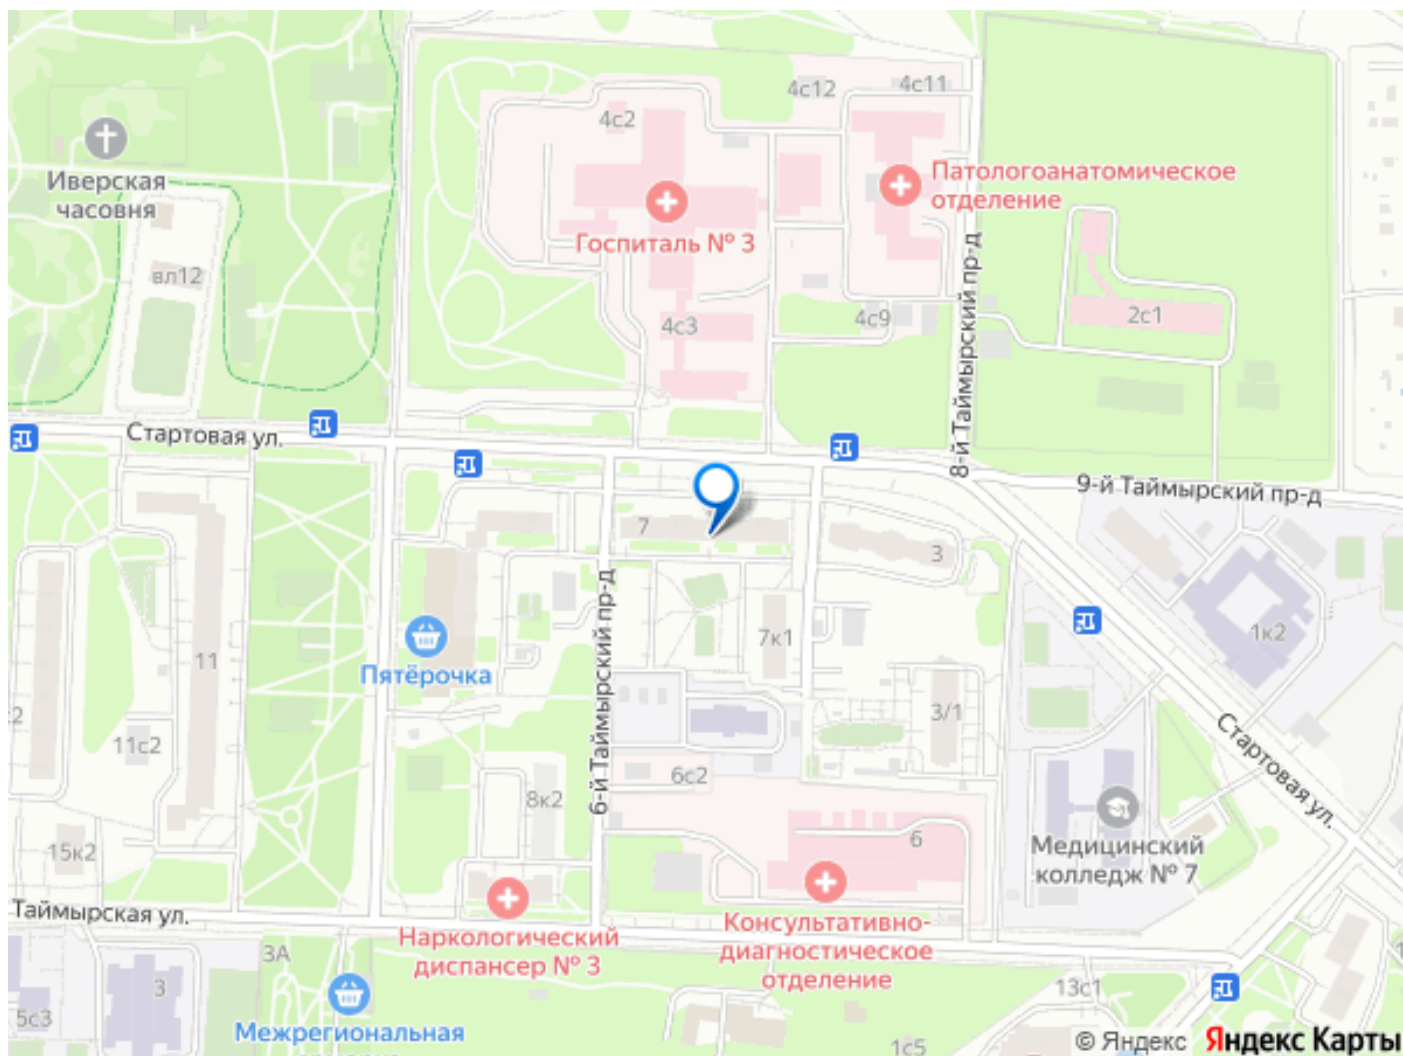 4с12
4с11
4с2
Патологоанатомическое
отделение
Иверская
часовня
Госпиталь № 3
вл12
4с3
4с9
2с1
8-й Таймырский пр-д
Стартовая ул.
9-й Таймырский пр-д
7
3
6-й Таймырский пр-д
7к1
1к2
Пятёрочка
11
3/1
11с2
Стартовая ул.
6с2
8к2
6
15к2
Медицинский
колледж № 7
Таймырская ул.
Наркологический
диспансер № 3
Консультативно-
диагностическое
отделение
3А
3
5с3
13с1
Межрегиональная
1с5
© Яндекс
Яндекс Карты